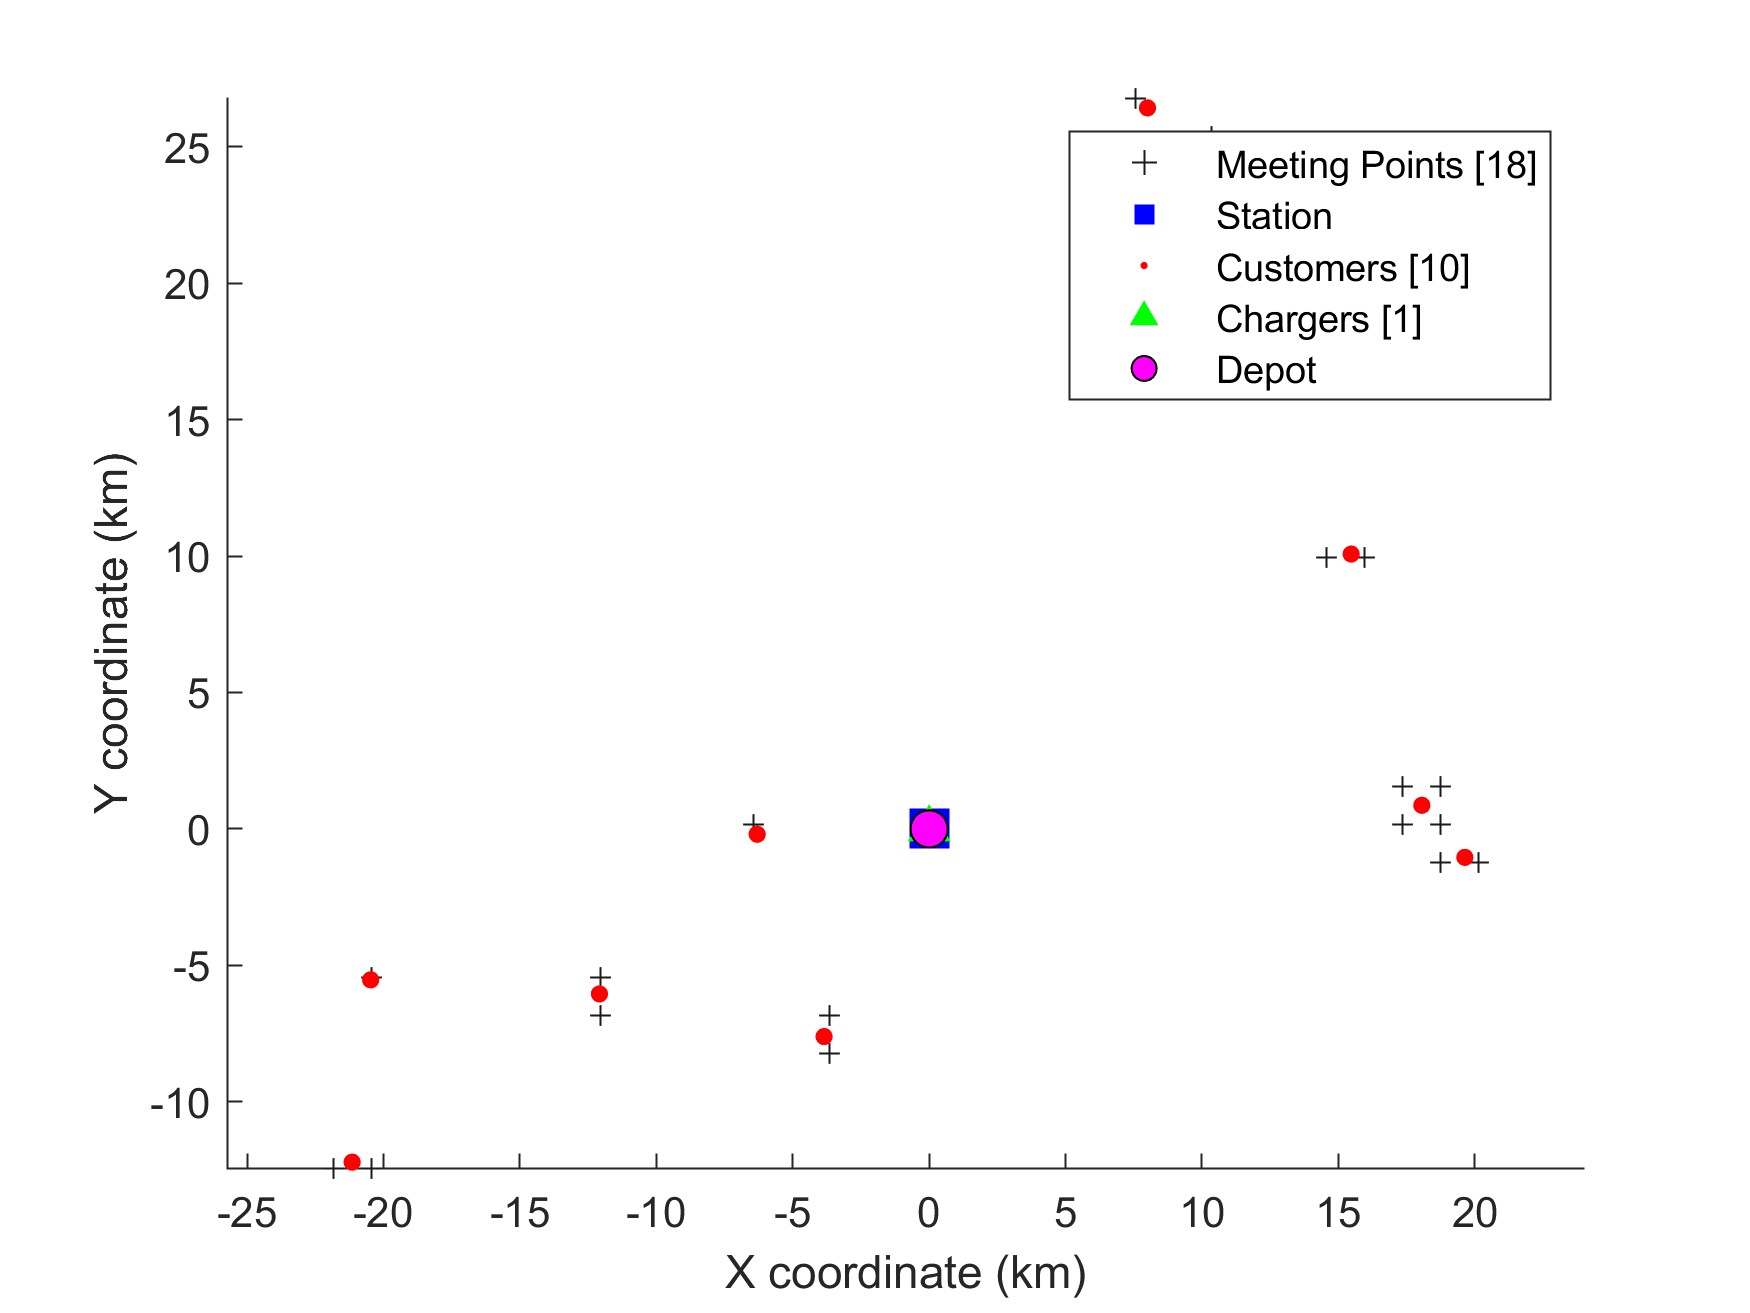 25
20
15
10
5
0
-5
-10
Y coordinate (km)
Meeting Points [18]
Station
Customers [10]
Chargers [1]
Depot
-25 -20 -15 -10 -5 0 5 10 15 20
X coordinate (km)